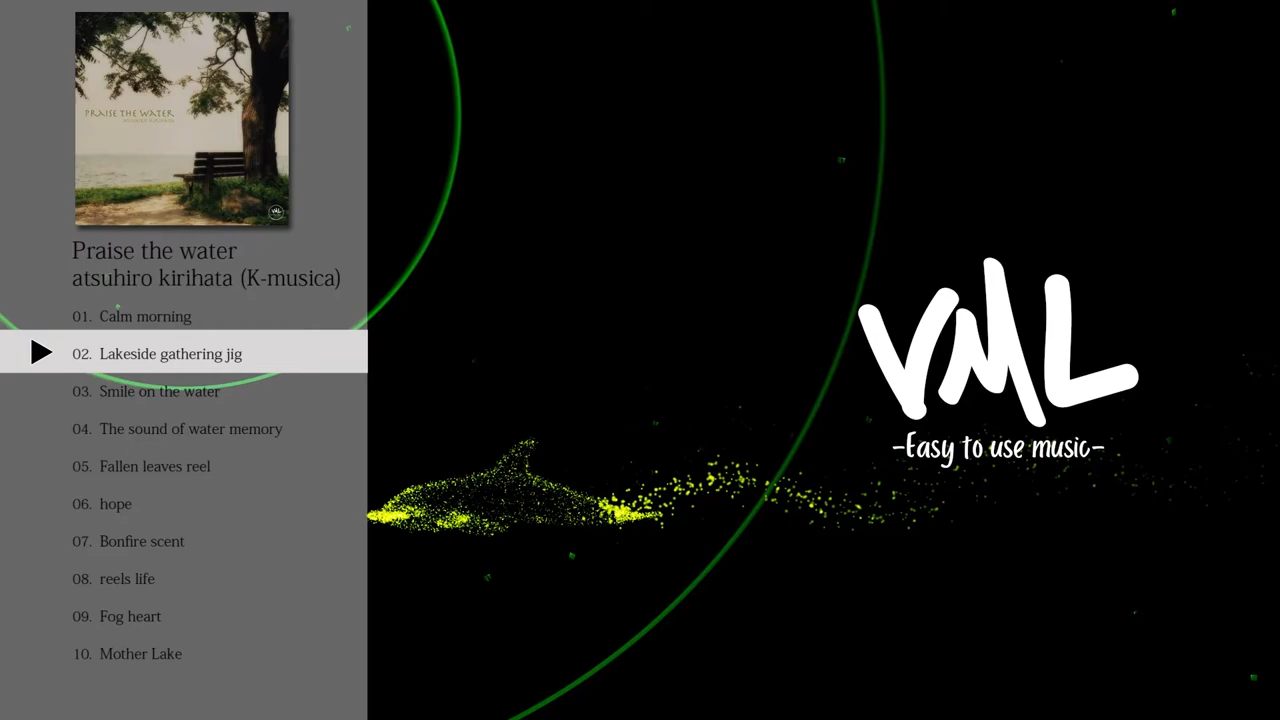 PRAISE THE WATER
Praise the water
atsuhiro kirihata (K-musica)
01. Calm morning
02. Lakeside gathering jig
03. Smile on the water
04. The sound of water memory
05. Fallen leaves reel
06. hope
07. Bonfire scent
08. reels life
09. Fog heart
10. Mother Lake
VML
-Easy to use music-